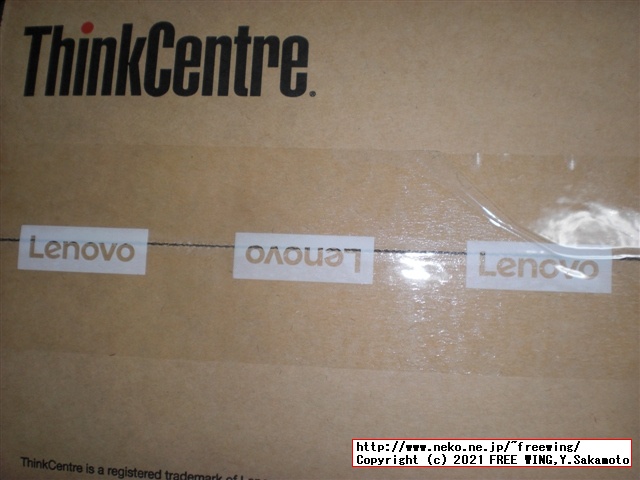 ThinkCentre.
Lenovo Lenovo Lenovo
ThinkCentre is a registered trademark of
http://www.neko.ne.jp/~freewing/
Copyright (c) 2021 FREE WING,Y.Sakamoto